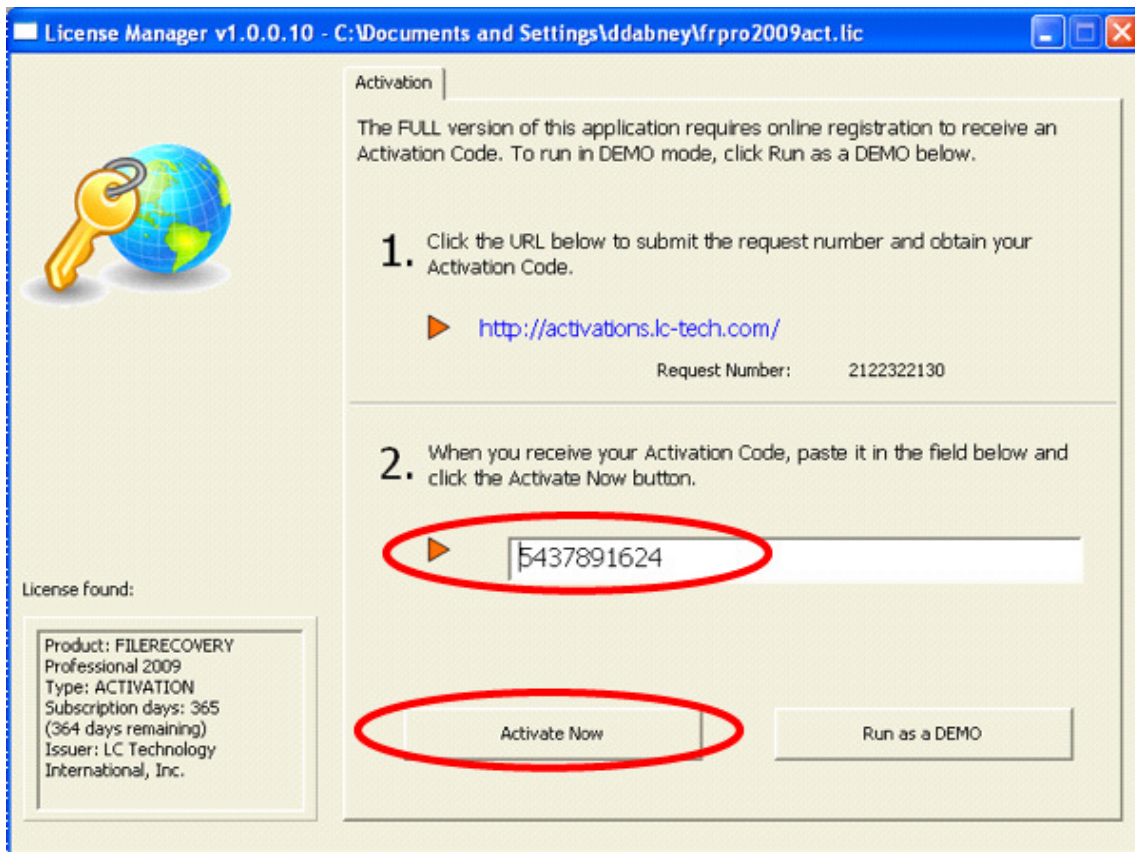 License Manager v1.0.0.10 - C:\Documents and Settings\ddabney\frpro2009act.lic
Activation
The FULL version of this application requires online registration to receive an
Activation Code. To run in DEMO mode, click Run as a DEMO below.
1. Click the URL below to submit the request number and obtain your
Activation Code.
http://activations.lc-tech.com/
Request Number: 2122322130
2. When you receive your Activation Code, paste it in the field below and
click the Activate Now button.
5437891624
License found:
Product: FILERECOVERY
Professional 2009
Type: ACTIVATION
Subscription days: 365
(364 days remaining)
Issuer: LC Technology
International, Inc.
Activate Now
Run as a DEMO